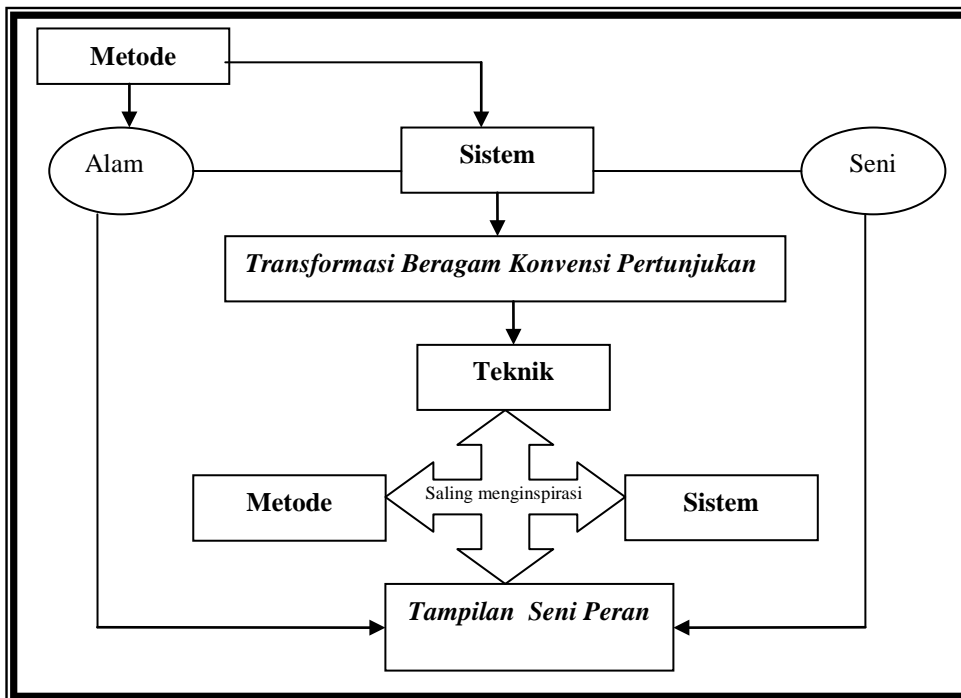 Metode
Alam
Sistem
Seni
Transformasi Beragam Konvensi Pertunjukan
Teknik
Metode
Saling menginspirasi
Sistem
Tampilan Seni Peran